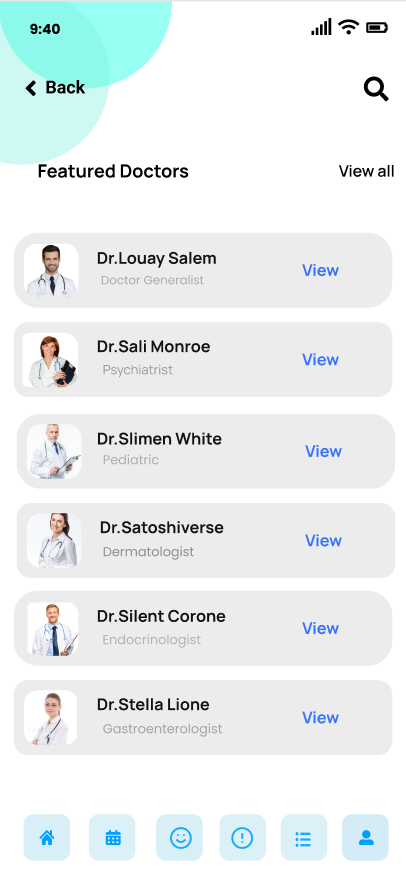 9:40
Back
Featured Doctors View all
Dr.Louay Salem
Doctor Generalist
View
Dr.Sali Monroe
Psychiatrist
View
Dr.Slimen White
Pediatric
View
Dr.Satoshiverse
Dermatologist
View
Dr.Silent Corone
Endocrinologist
View
Dr.Stella Lione
Gastroenterologist
View